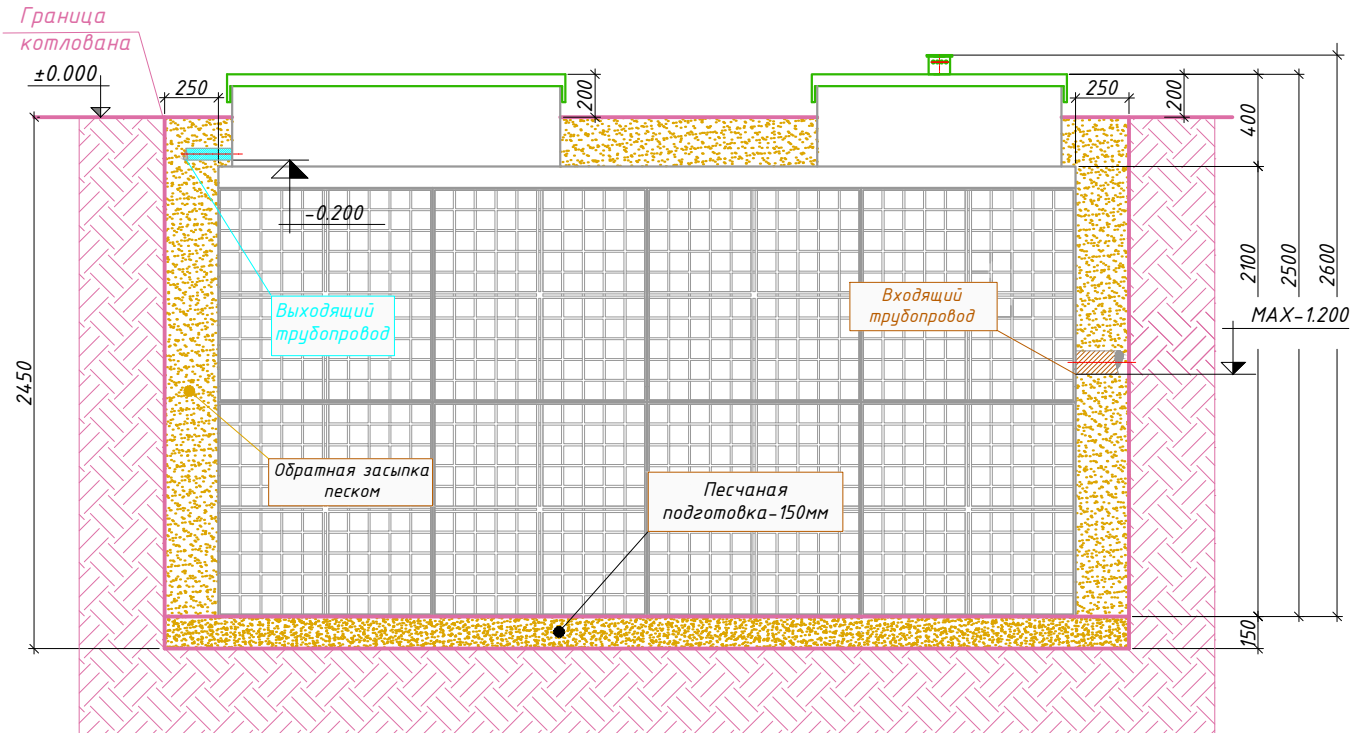 Граница
котлована
±0.000
250
200
250
200
400
-0.200
2100
2500
2600
Выходящий
трубопровод
Входящий
трубопровод
MAX-1.200
2450
Обратная засыпка
песком
Песчаная
подготовка-150мм
150